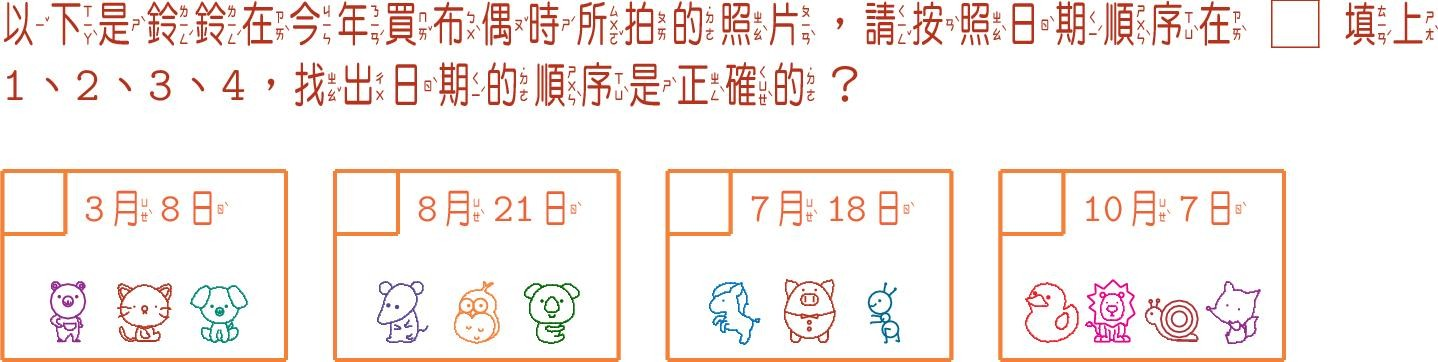 以下是鈴鈴在今年買布偶時所拍的照片，請按照日期順序在 □ 填上
1、2、3、4，找出日期的順序是正確的？
3月8日
8月21日
7月18日
10月7日